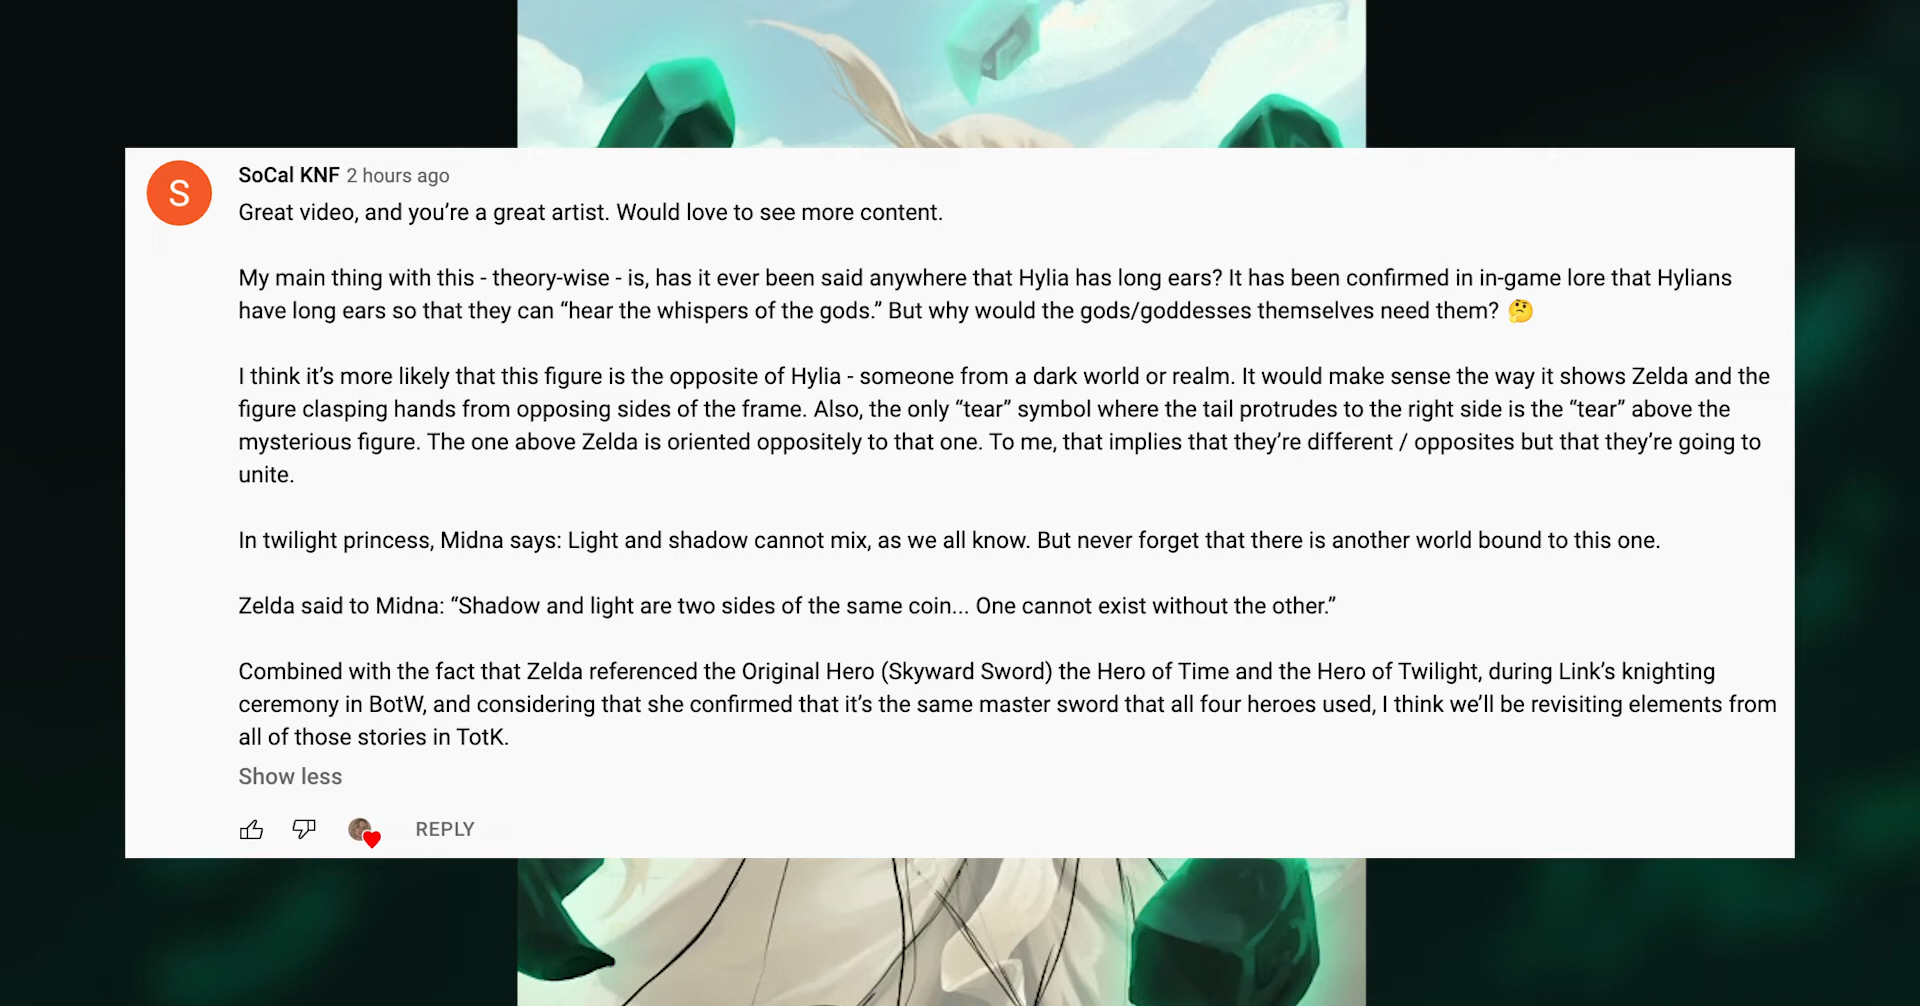 S
SoCal KNF 2 hours ago
Great video, and you’re a great artist. Would love to see more content.
My main thing with this - theory-wise - is, has it ever been said anywhere that Hylia has long ears? It has been confirmed in in-game lore that Hylians
have long ears so that they can “hear the whispers of the gods.” But why would the gods/goddesses themselves need them? 🤔
I think it’s more likely that this figure is the opposite of Hylia - someone from a dark world or realm. It would make sense the way it shows Zelda and the
figure clasping hands from opposing sides of the frame. Also, the only “tear” symbol where the tail protrudes to the right side is the “tear” above the
mysterious figure. The one above Zelda is oriented oppositely to that one. To me, that implies that they’re different / opposites but that they’re going to
unite.
In twilight princess, Midna says: Light and shadow cannot mix, as we all know. But never forget that there is another world bound to this one.
Zelda said to Midna: “Shadow and light are two sides of the same coin... One cannot exist without the other.”
Combined with the fact that Zelda referenced the Original Hero (Skyward Sword) the Hero of Time and the Hero of Twilight, during Link’s knighting
ceremony in BotW, and considering that she confirmed that it’s the same master sword that all four heroes used, I think we’ll be revisiting elements from
all of those stories in TotK.
Show less
REPLY